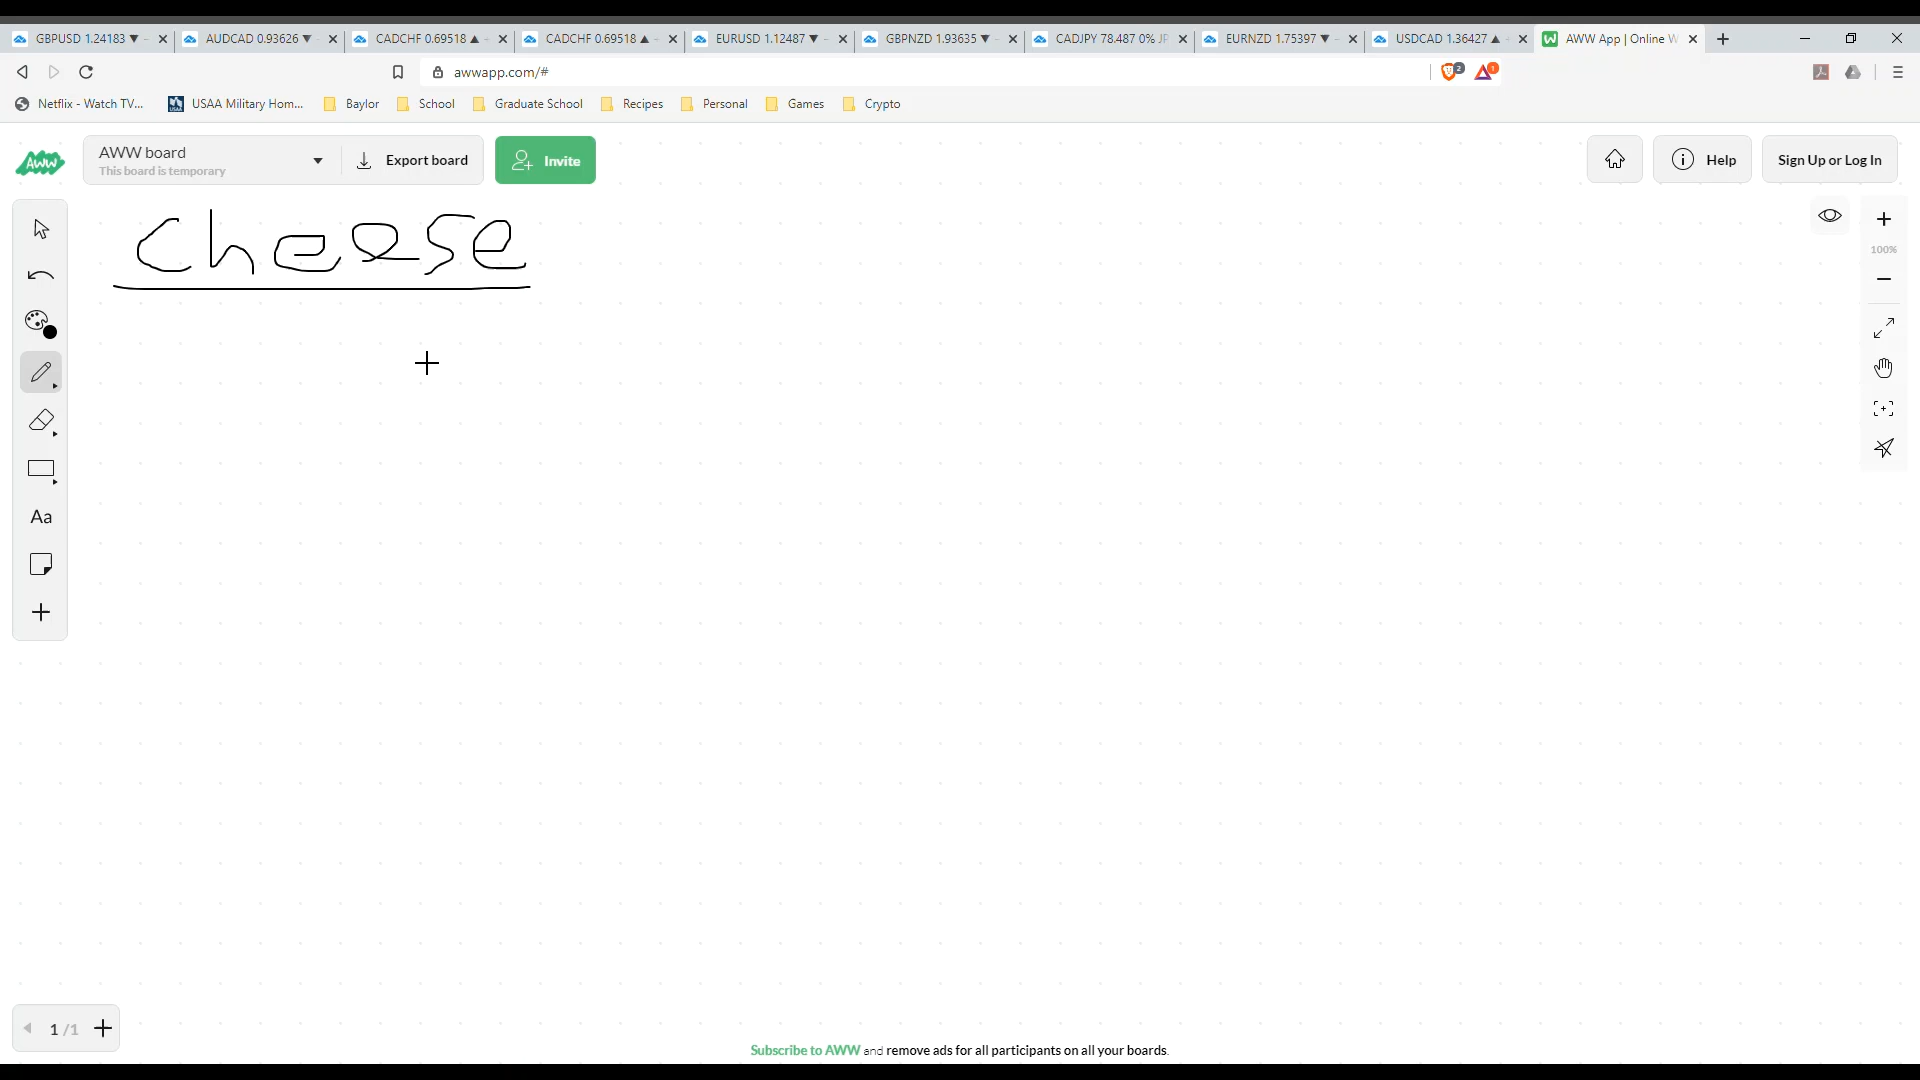 GBPUSD 1.24183 ▼ AUDCAD 0.93626 ▼ CADCHF 0.69518 ▲ CADCHF 0.69518 ▲ EURUSD 1.12487 ▼ GBPNZD 1.93635 ▼ CADJPY 78.487 0% JP EURNZD 1.75397 ▼ USDCAD 1.36427 ▲ AWW App | Online W
awwapp.com/# 2 1
Netflix - Watch TV... USAA Military Hom... Baylor School Graduate School Recipes Personal Games Crypto
AWW AWW board Export board Invite Help Sign Up or Log In
This board is temporary
Cheese
100%
Aa
1 /1
Subscribe to AWW and remove ads for all participants on all your boards.